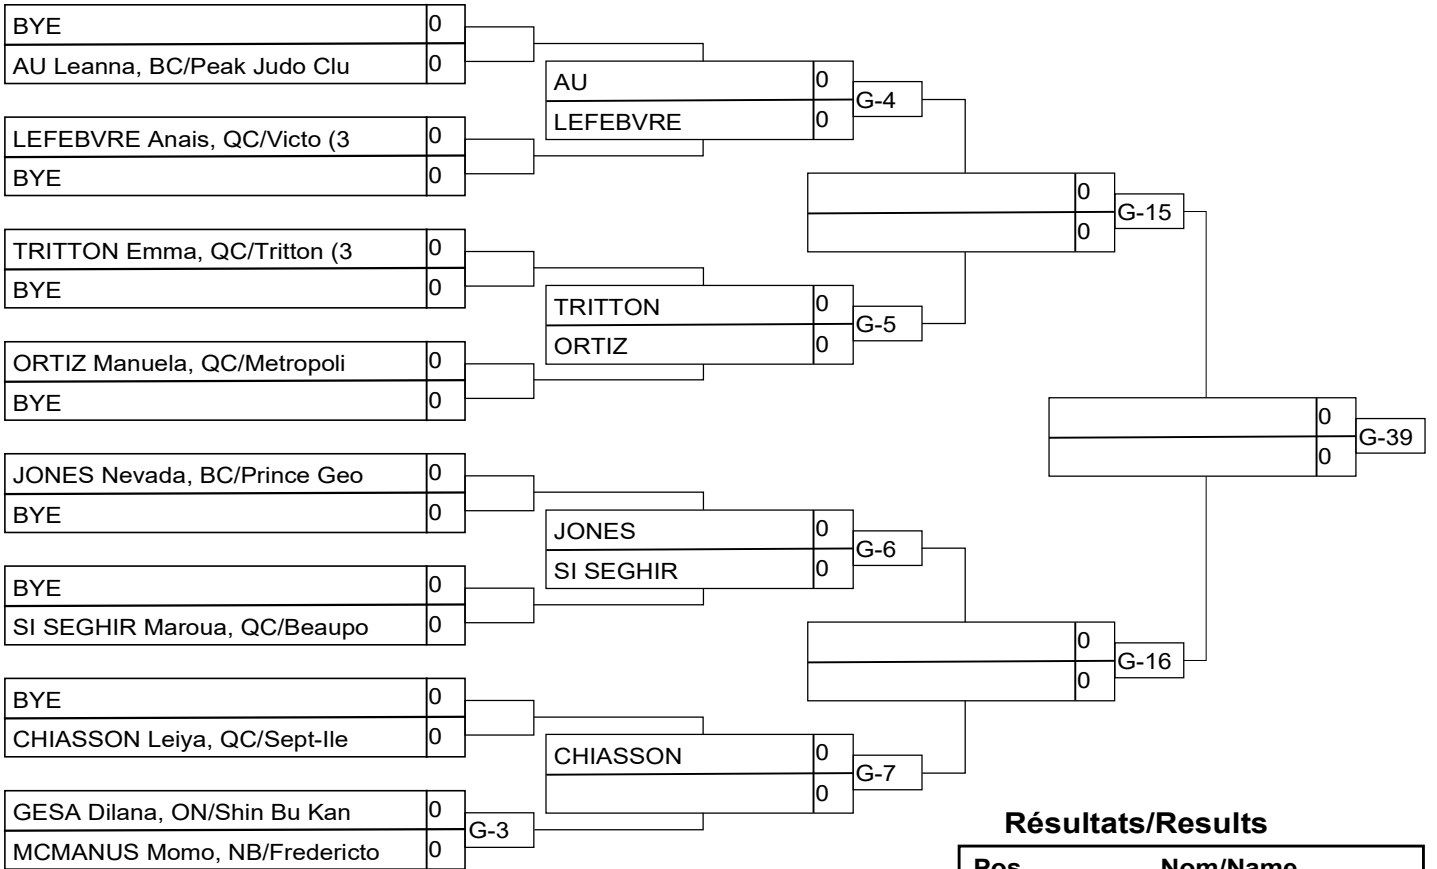 BYE 0
AU Leanna, BC/Peak Judo Clu 0
LEFEBVRE Anais, QC/Victo (3 0
BYE 0
TRITTON Emma, QC/Tritton (3 0
BYE 0
ORTIZ Manuela, QC/Metropoli 0
BYE 0
JONES Nevada, BC/Prince Geo 0
BYE 0
BYE 0
SI SEGHIR Maroua, QC/Beaupo 0
BYE 0
CHIASSON Leiya, QC/Sept-Ile 0
GESA Dilana, ON/Shin Bu Kan 0
MCMANUS Momo, NB/Fredericto 0
G-3
AU 0
LEFEBVRE 0
G-4
TRITTON 0
ORTIZ 0
G-5
JONES 0
SI SEGHIR 0
G-6
CHIASSON 0
0
G-7
0
0
G-15
0
0
G-16
0
0
G-39
Résultats/Results
Pos Nom/Name